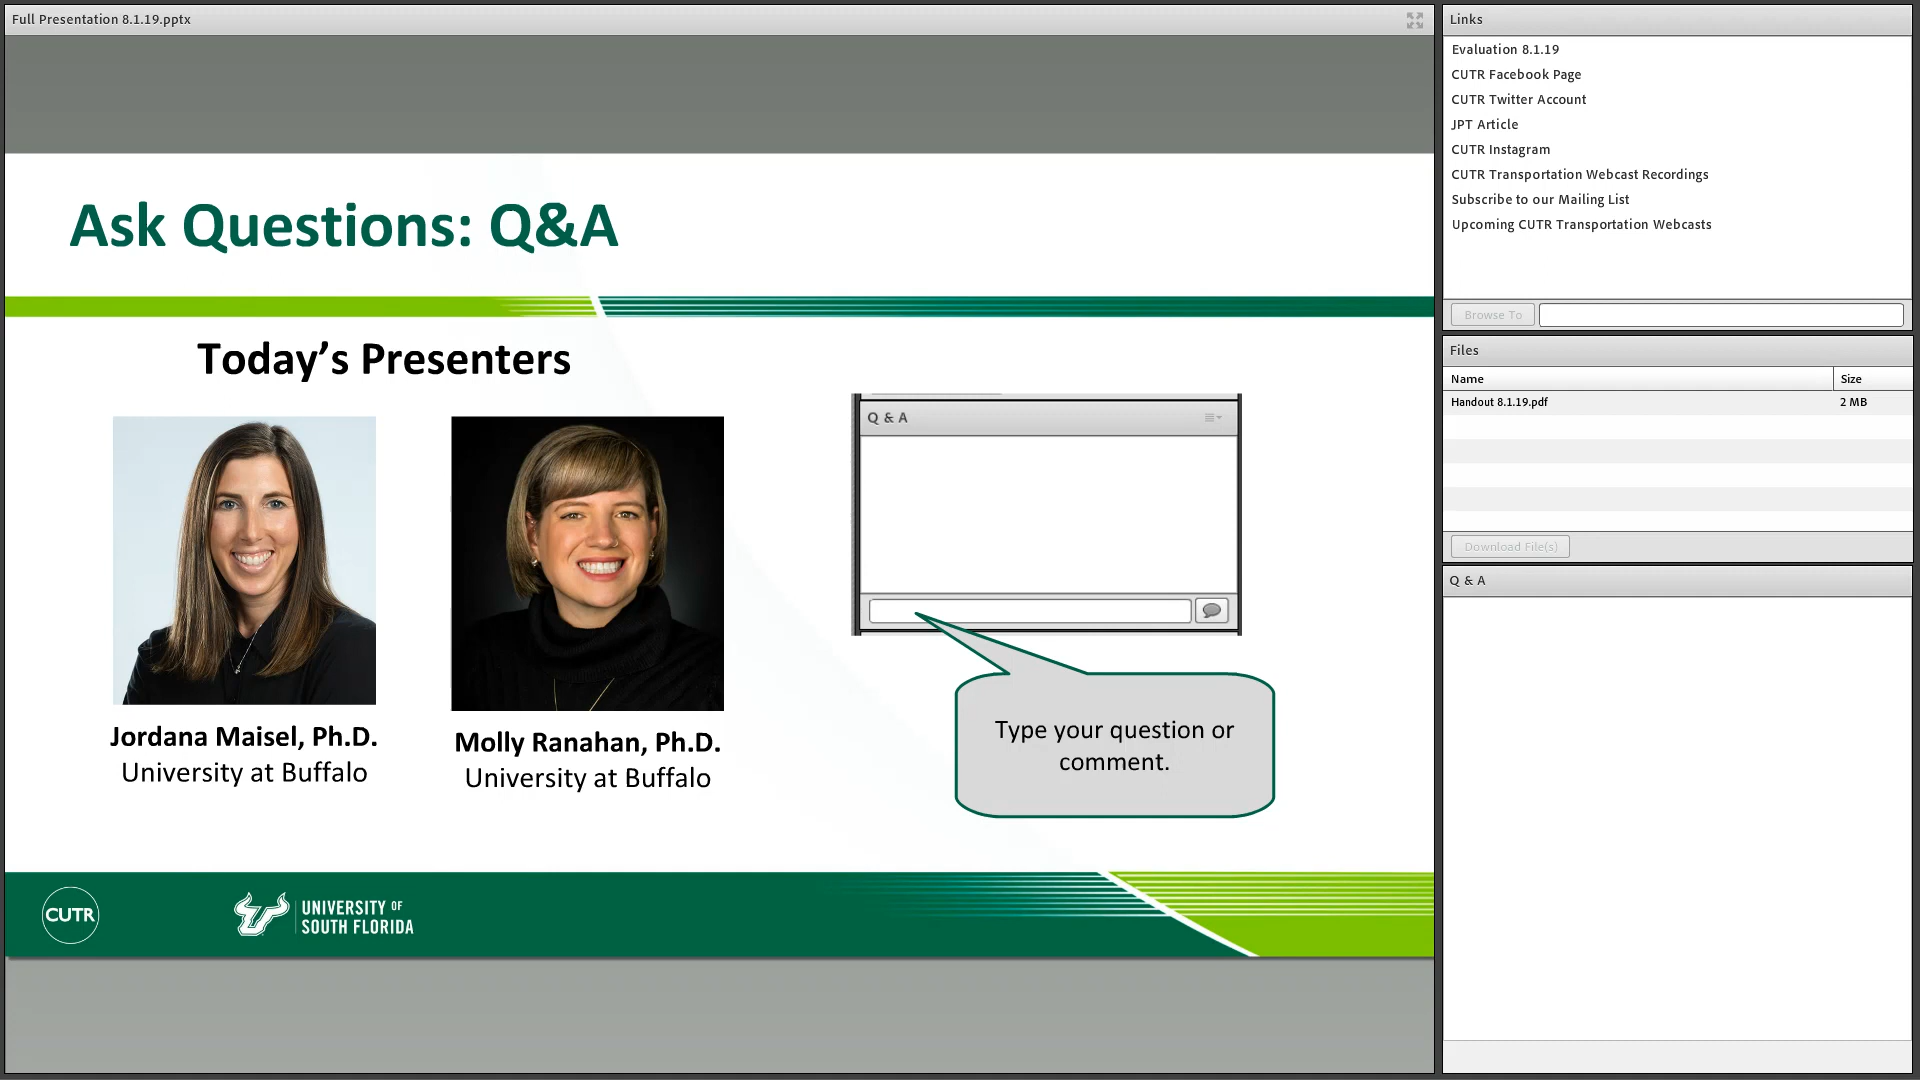 Full Presentation 8.1.19.pptx
Ask Questions: Q&A
Today's Presenters
Jordana Maisel, Ph.D.
University at Buffalo
Molly Ranahan, Ph.D.
University at Buffalo
Q & A
Type your question or
comment.
CUTR
UNIVERSITY OF
SOUTH FLORIDA
Links
Evaluation 8.1.19
CUTR Facebook Page
CUTR Twitter Account
JPT Article
CUTR Instagram
CUTR Transportation Webcast Recordings
Subscribe to our Mailing List
Upcoming CUTR Transportation Webcasts
Browse To
Files
Name Size
Handout 8.1.19.pdf 2 MB
Download File(s)
Q & A